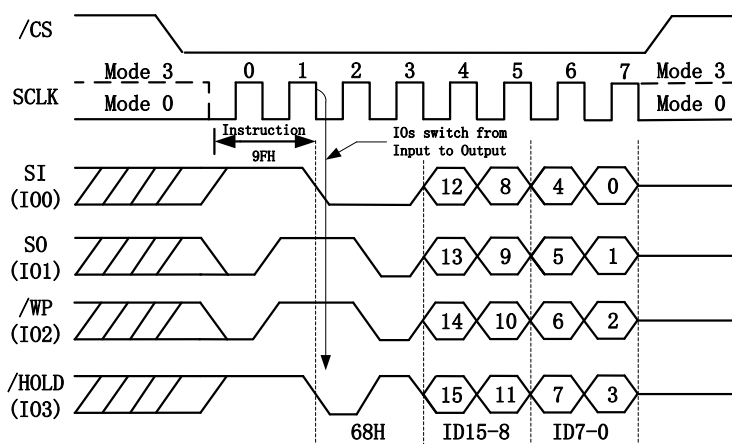 /CS
Mode 3 0 1 2 3 4 5 6 7 Mode 3
SCLK
Mode 0 Mode 0
Instruction
9FH
IOs switch from
Input to Output
SI
(IO0)
12 8 4 0
SO
(IO1)
13 9 5 1
/WP
(IO2)
14 10 6 2
/HOLD
(IO3)
15 11 7 3
68H ID15-8 ID7-0